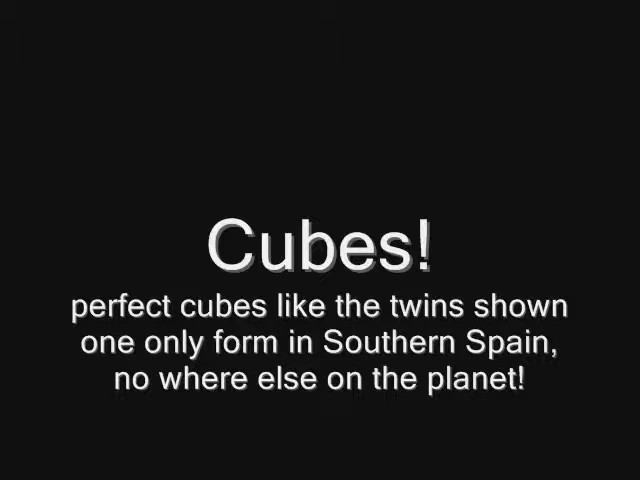 Cubes!
perfect cubes like the twins shown
one only form in Southern Spain,
no where else on the planet!